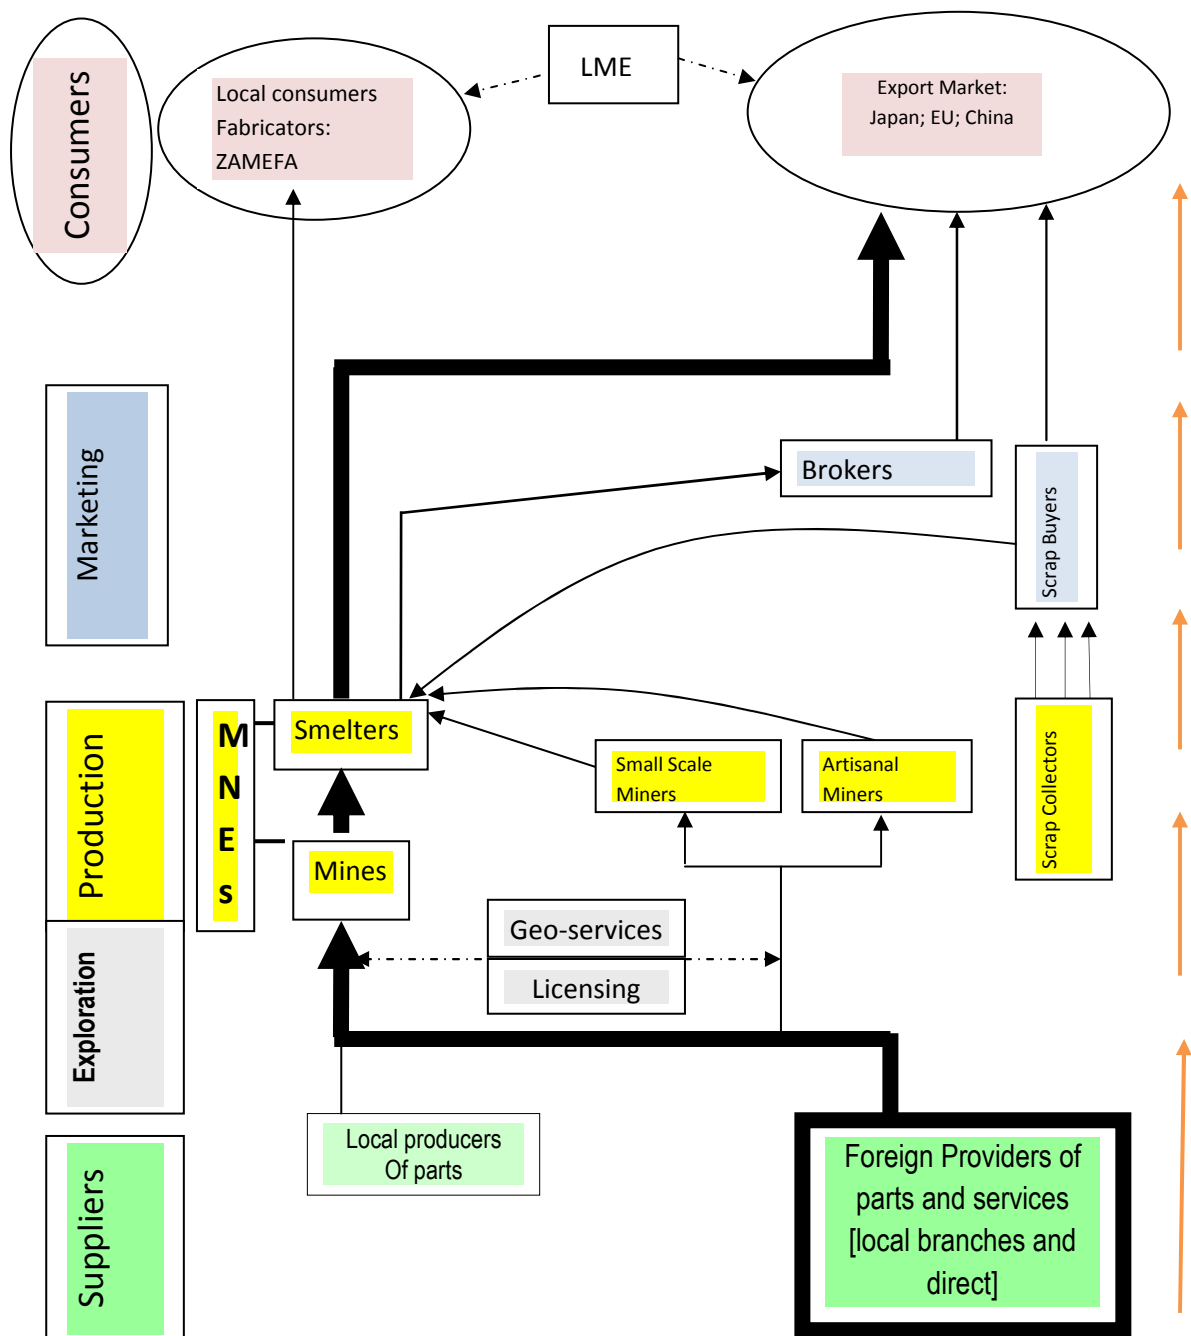 Consumers
Local consumers
Fabricators:
ZAMEFA
LME
Export Market:
Japan; EU; China
Marketing
Brokers
Scrap Buyers
Production
M
N
E
s
Smelters
Small Scale
Miners
Artisanal
Miners
Scrap Collectors
Mines
Exploration
Geo-services
Licensing
Suppliers
Local producers
Of parts
Foreign Providers of
parts and services
[local branches and
direct]